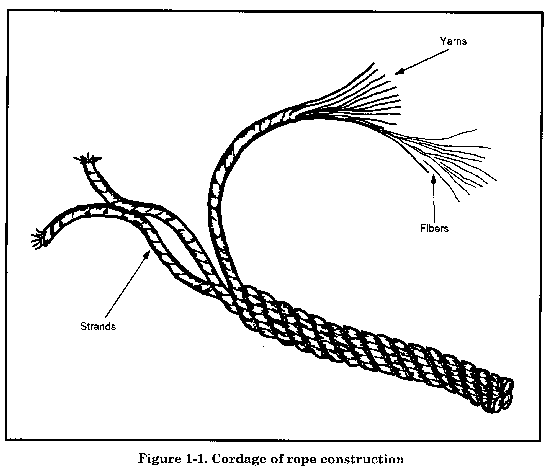 Yarns
Fibers
Strands
Figure 1-1. Cordage of rope construction